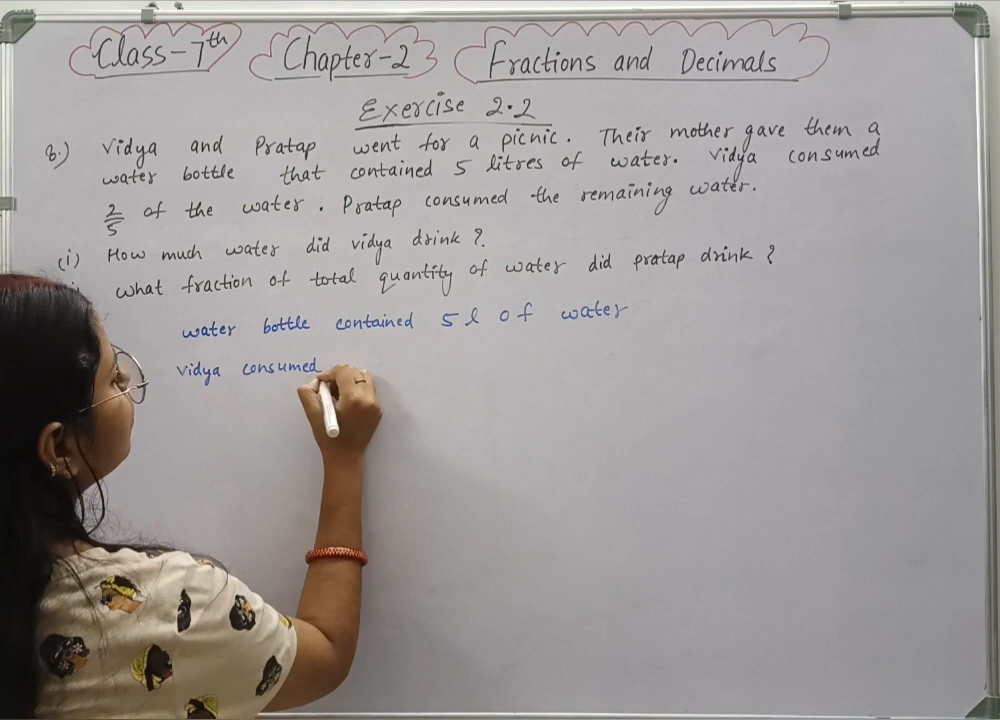 Class-7th Chapter-2 Fractions and Decimals
Exercise 2.2
8.) Vidya and Pratap went for a picnic. Their mother gave them a
water bottle that contained 5 litres of water. Vidya consumed
2/5 of the water. Pratap consumed the remaining water.
(i) How much water did vidya drink?
what fraction of total quantity of water did pratap drink?
water bottle contained 5 l of water
vidya consumed